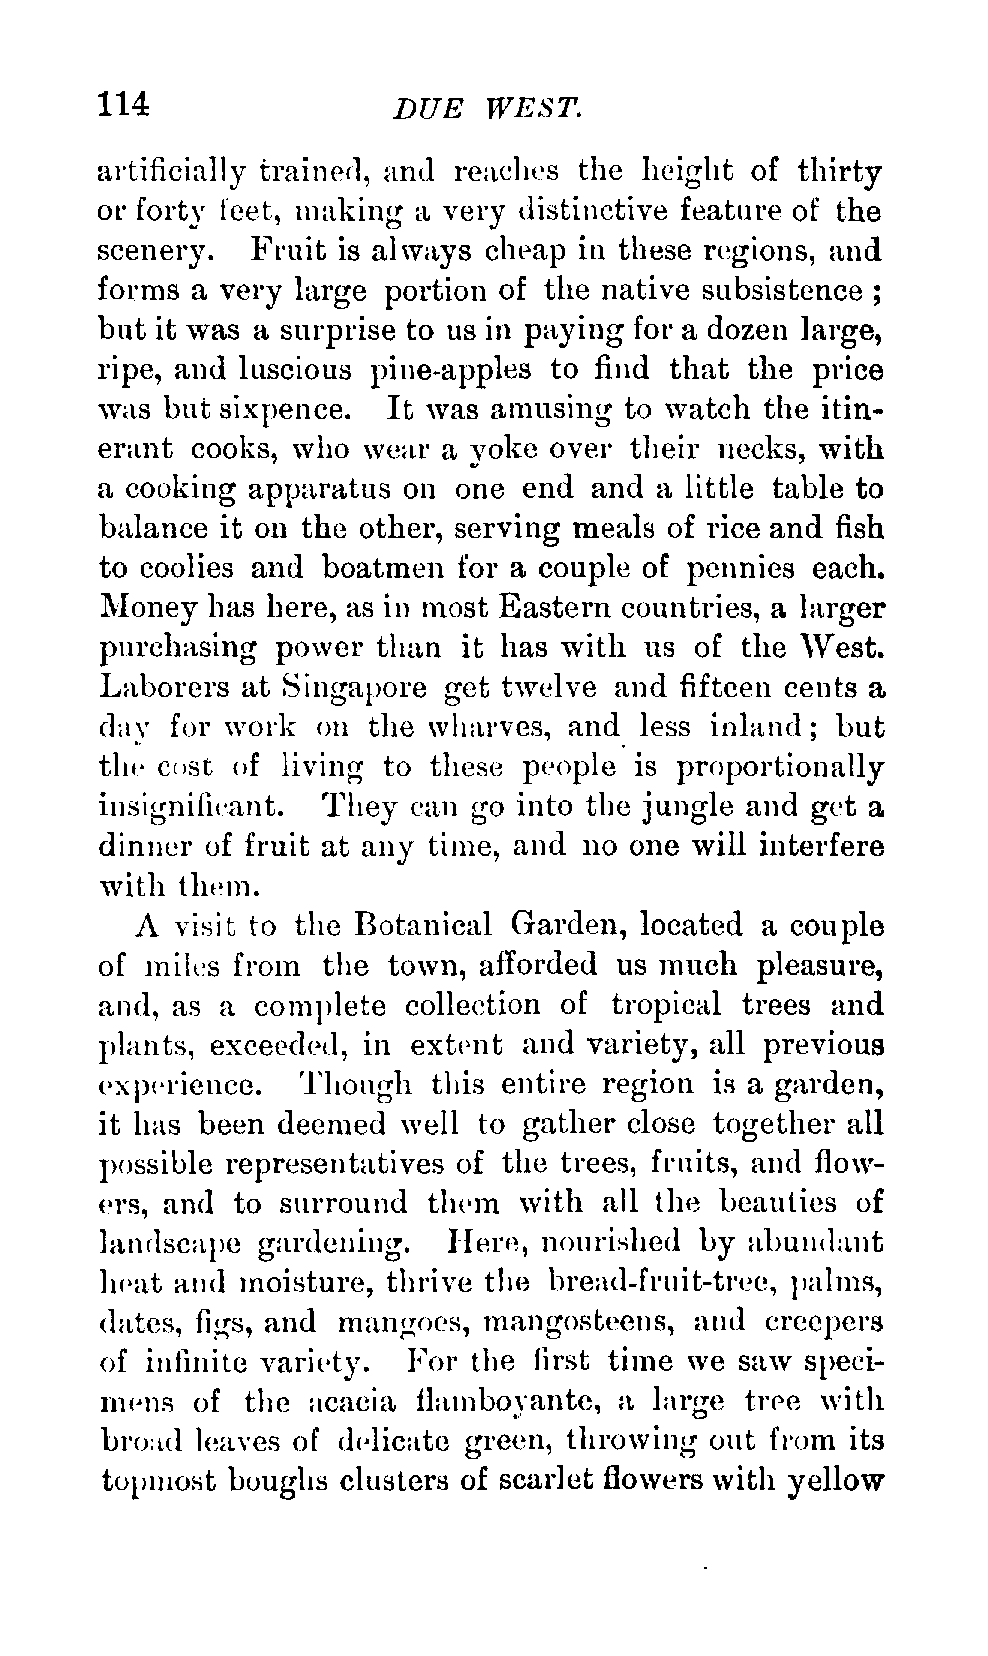 114 DUE WEST.
artificially trained, and reaches the height of thirty
or forty feet, making a very distinctive feature of the
scenery. Fruit is always cheap in these regions, and
forms a very large portion of the native subsistence ;
but it was a surprise to us in paying for a dozen large,
ripe, and luscious pine-apples to find that the price
was but sixpence. It was amusing to watch the itin-
erant cooks, who wear a yoke over their necks, with
a cooking apparatus on one end and a little table to
balance it on the other, serving meals of rice and fish
to coolies and boatmen for a couple of pennies each.
Money has here, as in most Eastern countries, a larger
purchasing power than it has with us of the West.
Laborers at Singapore get twelve and fifteen cents a
day for work on the wharves, and less inland ; but
the cost of living to these people is proportionally
insignificant. They can go into the jungle and get a
dinner of fruit at any time, and no one will interfere
with them.
A visit to the Botanical Garden, located a couple
of miles from the town, afforded us much pleasure,
and, as a complete collection of tropical trees and
plants, exceeded, in extent and variety, all previous
experience. Though this entire region is a garden,
it has been deemed well to gather close together all
possible representatives of the trees, fruits, and flow-
ers, and to surround them with all the beauties of
landscape gardening. Here, nourished by abundant
heat and moisture, thrive the bread-fruit-tree, palms,
dates, figs, and mangoes, mangosteens, and creepers
of infinite variety. For the first time we saw speci-
mens of the acacia flamboyante, a large tree with
broad leaves of delicate green, throwing out from its
topmost boughs clusters of scarlet flowers with yellow